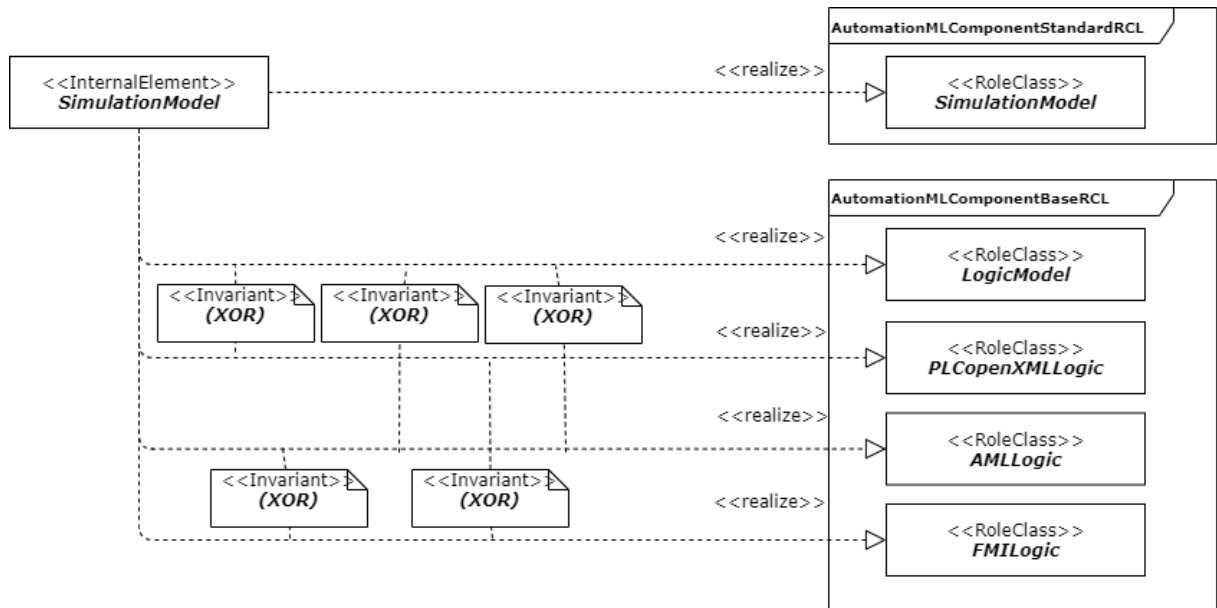 AutomationMLComponentStandardRCL
<<InternalElement>>
SimulationModel
<<realize>>
<<RoleClass>>
SimulationModel
AutomationMLComponentBaseRCL
<<realize>>
<<RoleClass>>
LogicModel
<<Invariant>>
(XOR)
<<Invariant>>
(XOR)
<<Invariant>>
(XOR)
<<realize>>
<<RoleClass>>
PLCopenXMLLogic
<<realize>>
<<RoleClass>>
AMLLogic
<<Invariant>>
(XOR)
<<Invariant>>
(XOR)
<<realize>>
<<RoleClass>>
FMILogic